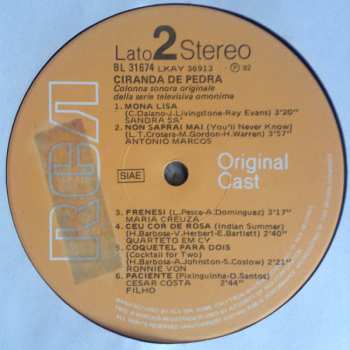 Lato 2 Stereo
BL 31674 LKAY 36913 Ⓟ 82
CIRANDA DE PEDRA
Colonna sonora originale
della serie televisiva omonima
1 - MONA LISA
(C.Daiano-J.Livingstone-Ray Evans) 3'20"
SANDRA SA'
2 - NON SAPRAI MAI (You'll Never Know)
(L.T.Crosera-M.Gordon-H.Warren) 3'57"
ANTONIO MARCOS
RCA
SIAE
Original
Cast
3 - FRENESI (L.Pesca-A.Dominguez) 3'17"
MARIA CREUZA
4 - CEU COR DE ROSA (Indian Summer)
(H.Barbosa-V.Herbert-E.Bartlett) 2'40"
QUARTETO EM CY
5 - COQUETEL PARA DOIS
(Cocktail for Two)
(H.Barbosa-A.Johnston-S.Coslow) 2'21"
RONNIE VON
6 - PACIENTE (Pixinguinha-D.Santos)
CESAR COSTA 2'44"
FILHO